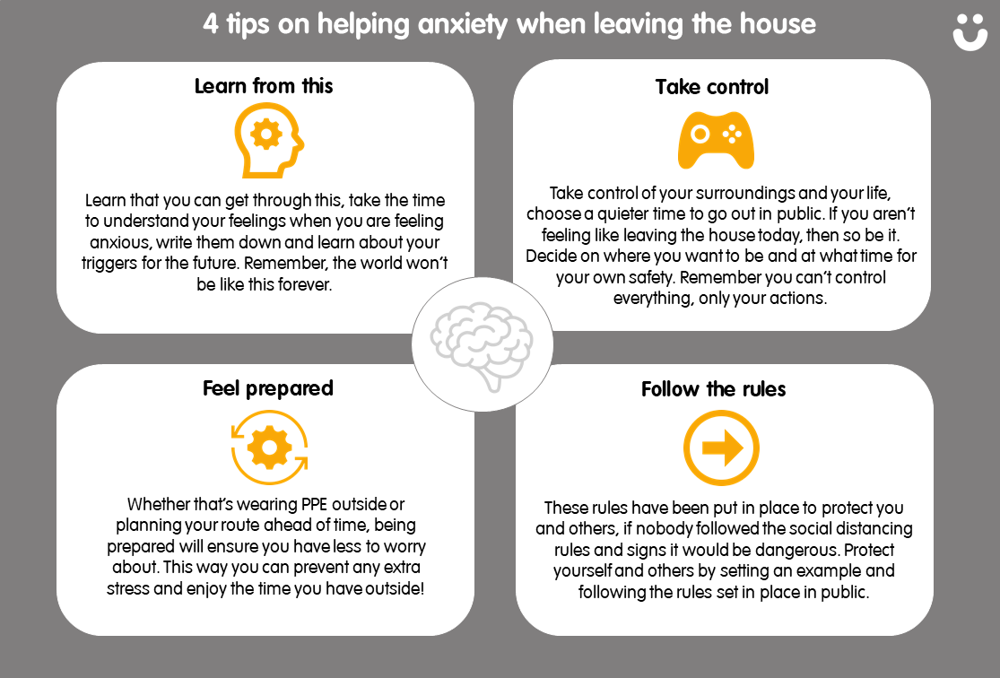 4 tips on helping anxiety when leaving the house
Learn from this
Learn that you can get through this, take the time
to understand your feelings when you are feeling
anxious, write them down and learn about your
triggers for the future. Remember, the world won't
be like this forever.
Take control
Take control of your surroundings and your life,
choose a quieter time to go out in public. If you aren't
feeling like leaving the house today, then so be it.
Decide on where you want to be and at what time for
your own safety. Remember you can't control
everything, only your actions.
Feel prepared
Whether that's wearing PPE outside or
planning your route ahead of time, being
prepared will ensure you have less to worry
about. This way you can prevent any extra
stress and enjoy the time you have outside!
Follow the rules
These rules have been put in place to protect you
and others, if nobody followed the social distancing
rules and signs it would be dangerous. Protect
yourself and others by setting an example and
following the rules set in place in public.